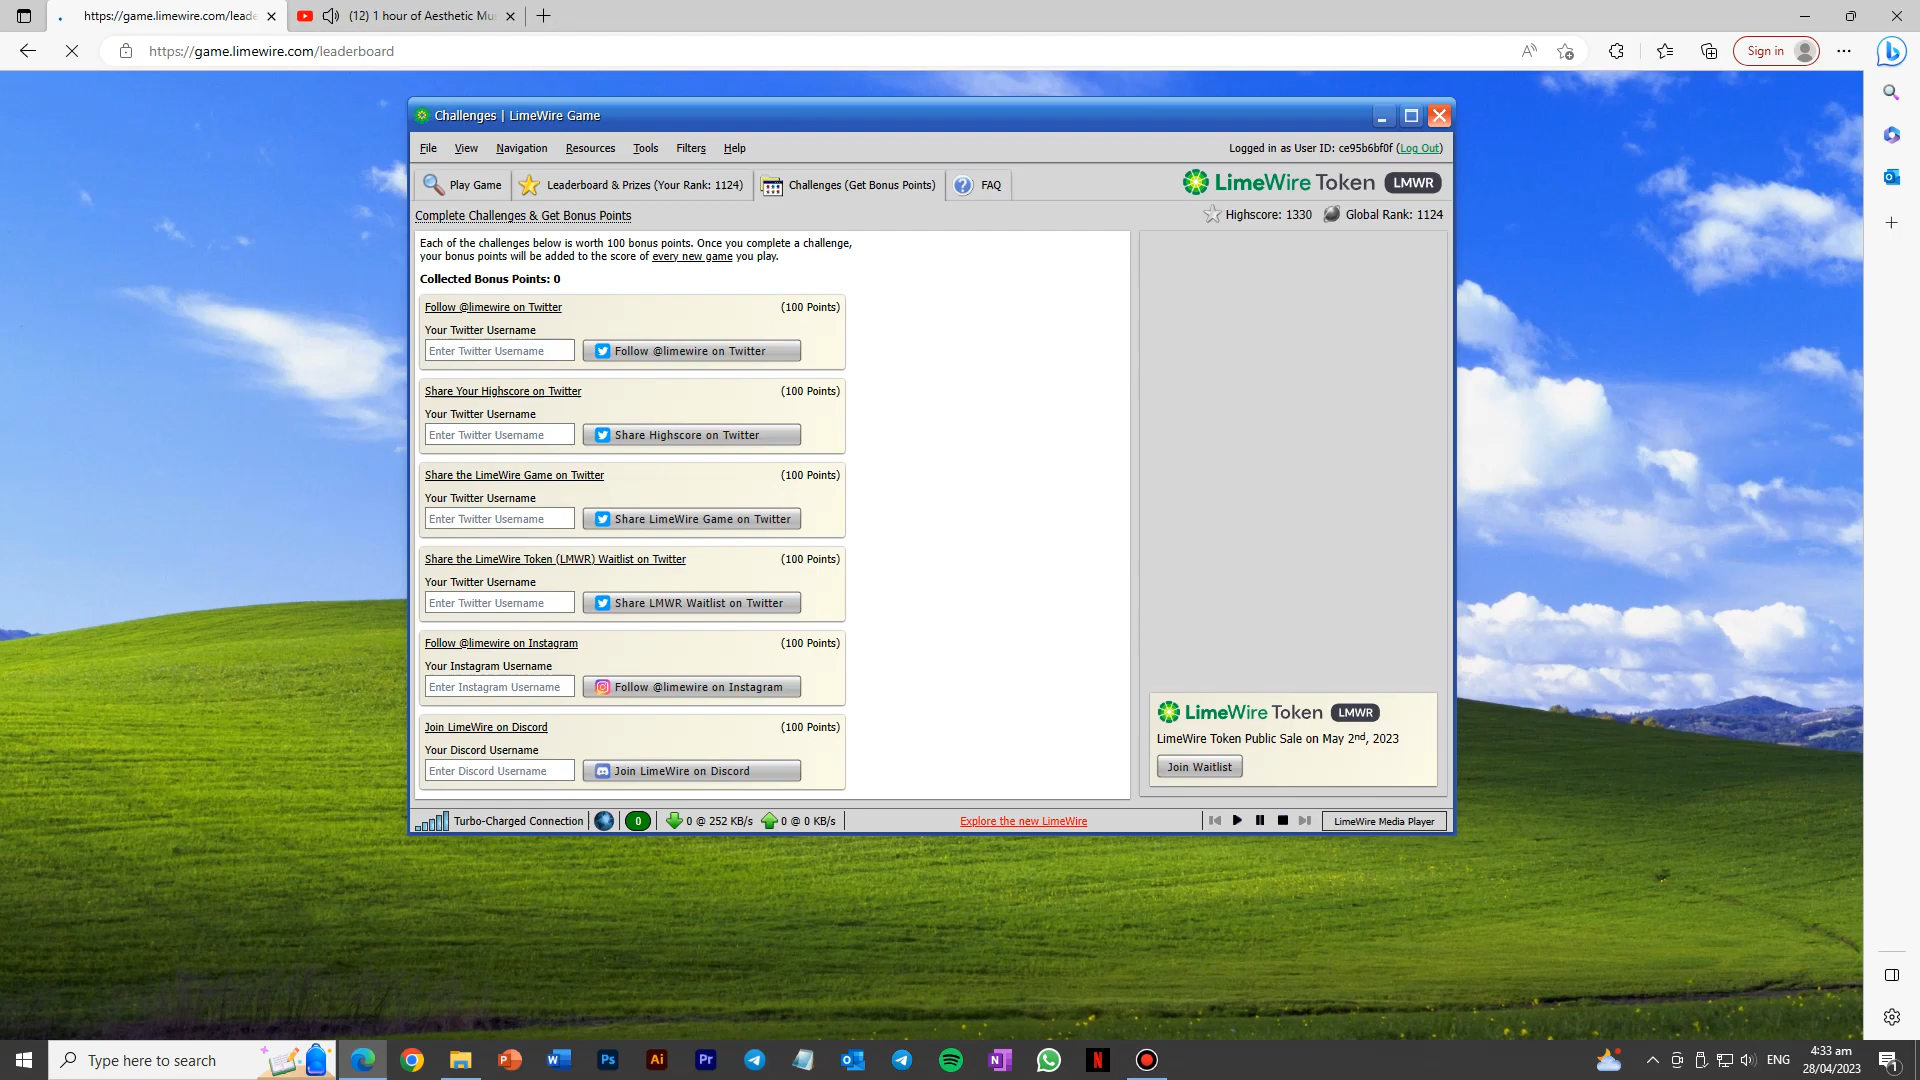 https://game.limewire.com/leade
(12) 1 hour of Aesthetic Mu
https://game.limewire.com/leaderboard
Sign in
Challenges | LimeWire Game
File View Navigation Resources Tools Filters Help
Logged in as User ID: ce95b6bf0f (Log Out)
Play Game
Leaderboard & Prizes (Your Rank: 1124)
Challenges (Get Bonus Points)
FAQ
LimeWire Token LMWR
Complete Challenges & Get Bonus Points
Highscore: 1330
Global Rank: 1124
Each of the challenges below is worth 100 bonus points. Once you complete a challenge,
your bonus points will be added to the score of every new game you play.
Collected Bonus Points: 0
Follow @limewire on Twitter (100 Points)
Your Twitter Username
Enter Twitter Username
Follow @limewire on Twitter
Share Your Highscore on Twitter (100 Points)
Your Twitter Username
Enter Twitter Username
Share Highscore on Twitter
Share the LimeWire Game on Twitter (100 Points)
Your Twitter Username
Enter Twitter Username
Share LimeWire Game on Twitter
Share the LimeWire Token (LMWR) Waitlist on Twitter (100 Points)
Your Twitter Username
Enter Twitter Username
Share LMWR Waitlist on Twitter
Follow @limewire on Instagram (100 Points)
Your Instagram Username
Enter Instagram Username
Follow @limewire on Instagram
Join LimeWire on Discord (100 Points)
Your Discord Username
Enter Discord Username
Join LimeWire on Discord
LimeWire Token LMWR
LimeWire Token Public Sale on May 2nd, 2023
Join Waitlist
Turbo-Charged Connection
0
0 @ 252 KB/s
0 @ 0 KB/s
Explore the new LimeWire
LimeWire Media Player
Type here to search
Ps
Ai
Pr
ENG
4:33 am
28/04/2023
1